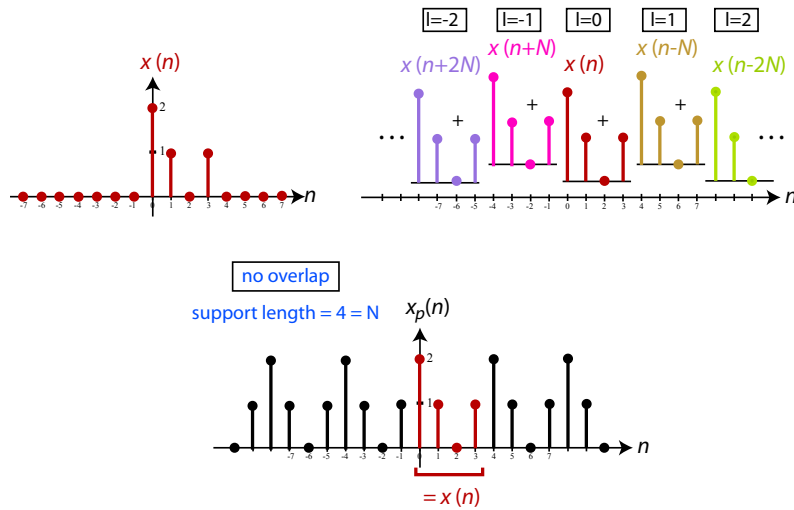 l=-2 l=-1 l=0 l=1 l=2
x (n+2N) x (n+N) x (n) x (n-N) x (n-2N)
+ + + +
... ...
-7 -6 -5 -4 -3 -2 -1 0 1 2 3 4 5 6 7 n
x (n)
2
1
-7 -6 -5 -4 -3 -2 -1 0 1 2 3 4 5 6 7 n
no overlap
support length = 4 = N
xₚ(n)
2
1
-7 -6 -5 -4 -3 -2 -1 0 1 2 3 4 5 6 7 n
= x (n)